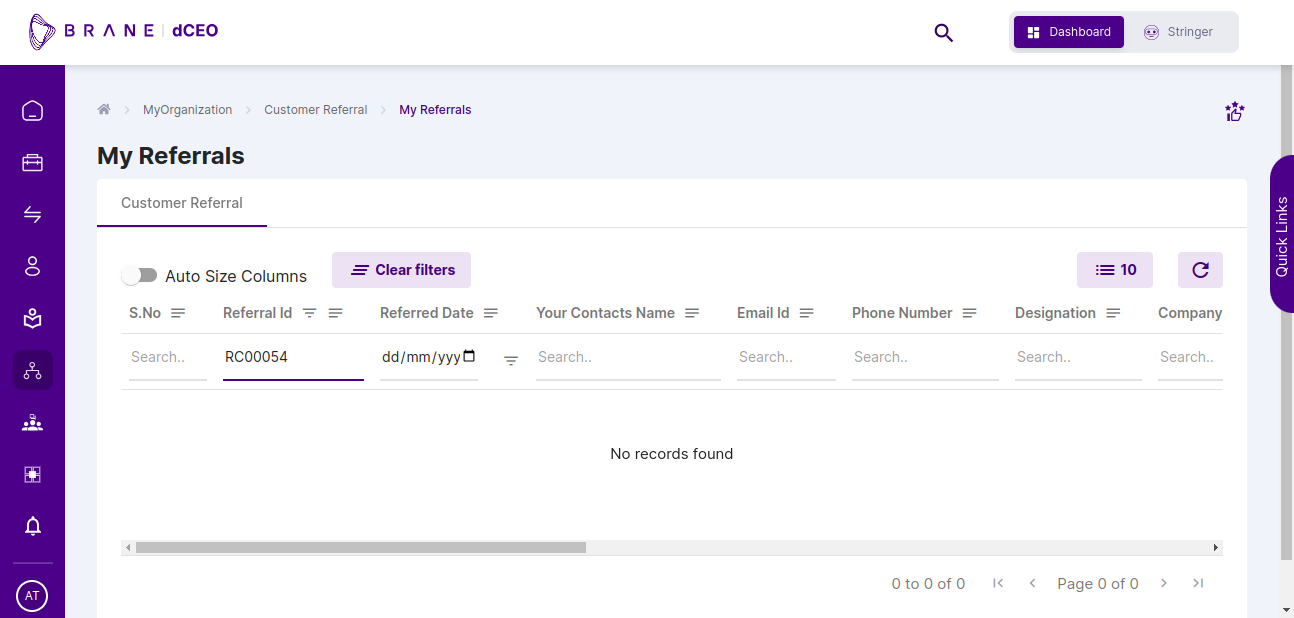 BRANE | dCEO
Dashboard
Stringer
MyOrganization > Customer Referral > My Referrals
My Referrals
Customer Referral
Quick Links
Auto Size Columns
Clear filters
10
S.No Referral Id Referred Date Your Contacts Name Email Id Phone Number Designation Company
Search.. RC00054 dd/mm/yyy Search.. Search.. Search.. Search.. Search..
No records found
0 to 0 of 0 Page 0 of 0
AT